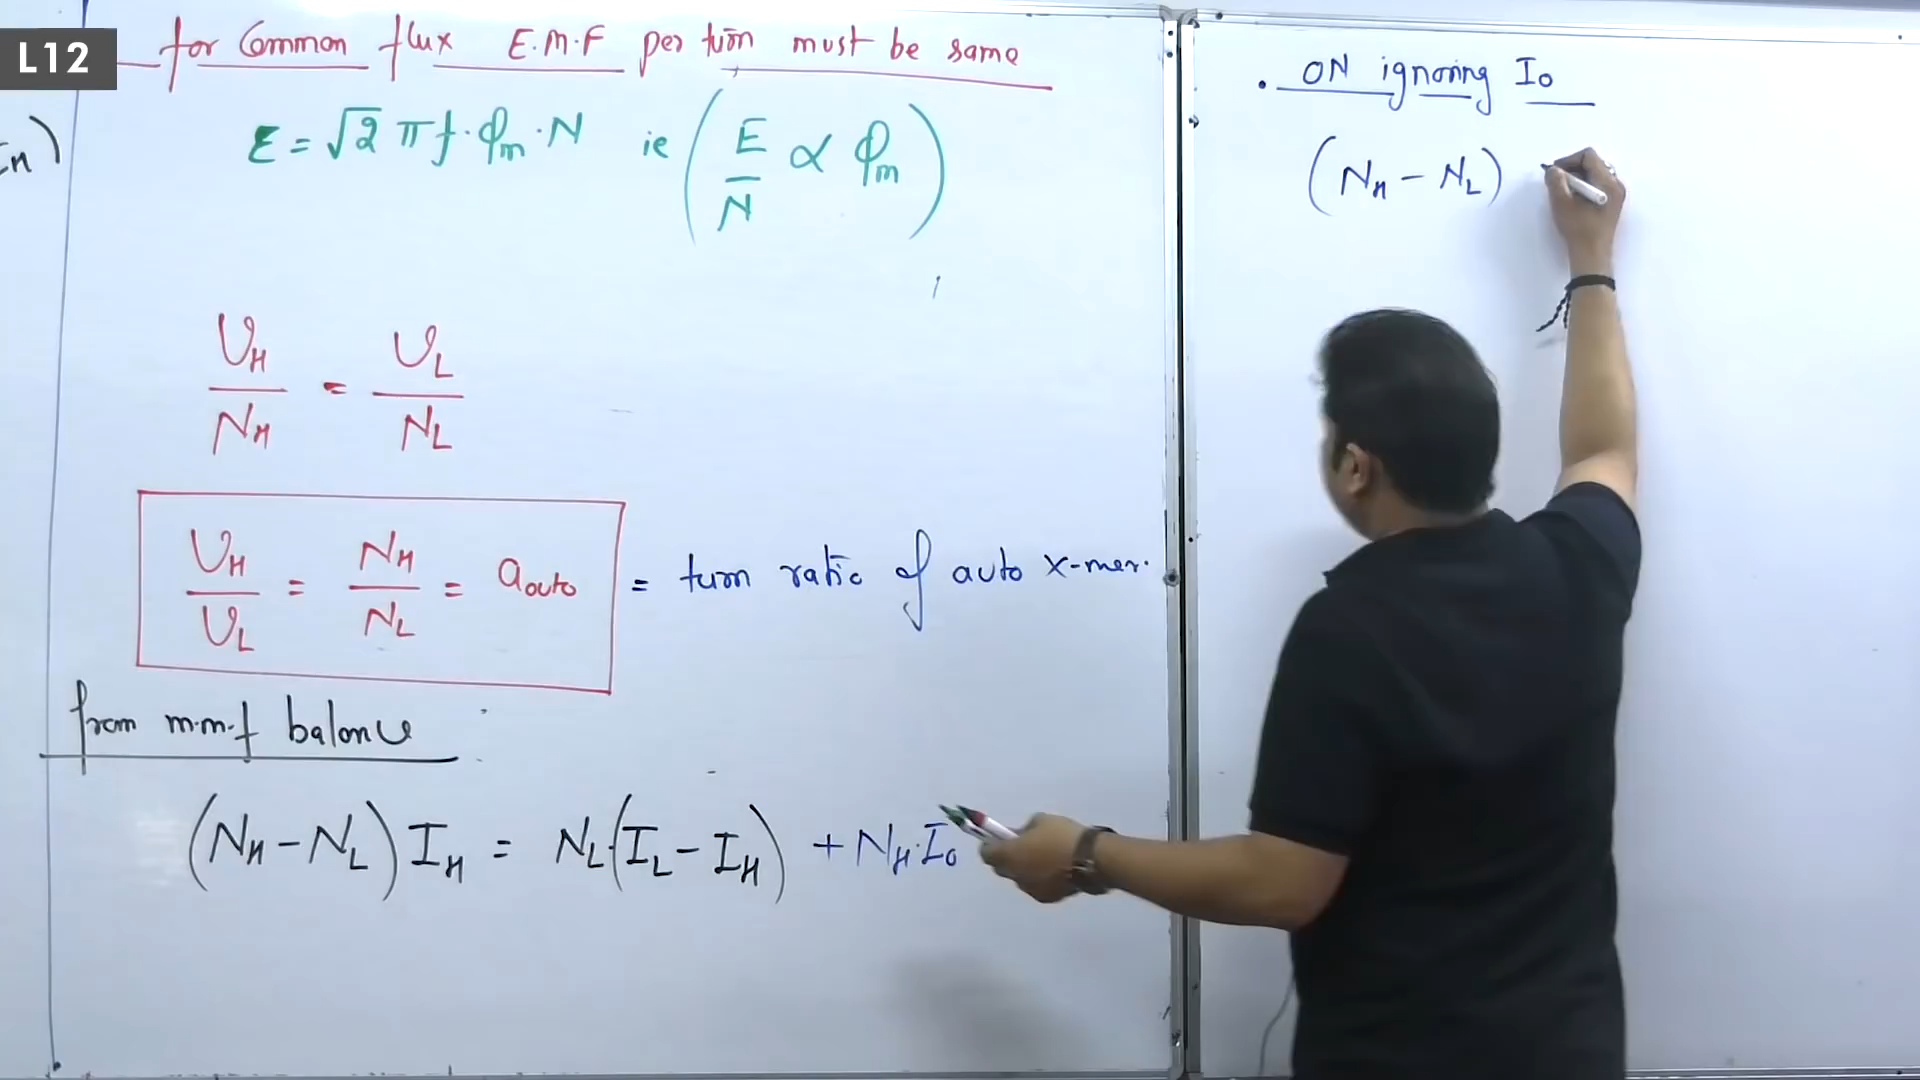 L12
for Common flux E.M.F per turn must be same
E = √2 π f · φm · N ie (E/N ∝ φm)
VH/NH = VL/NL
VH/VL = NH/NL = aauto = turn ratio of auto x-mer.
from m.m.f balance
(NH - NL) IH = NL·(IL - IH) + NH·I0
. ON ignoring I0
(NH - NL)